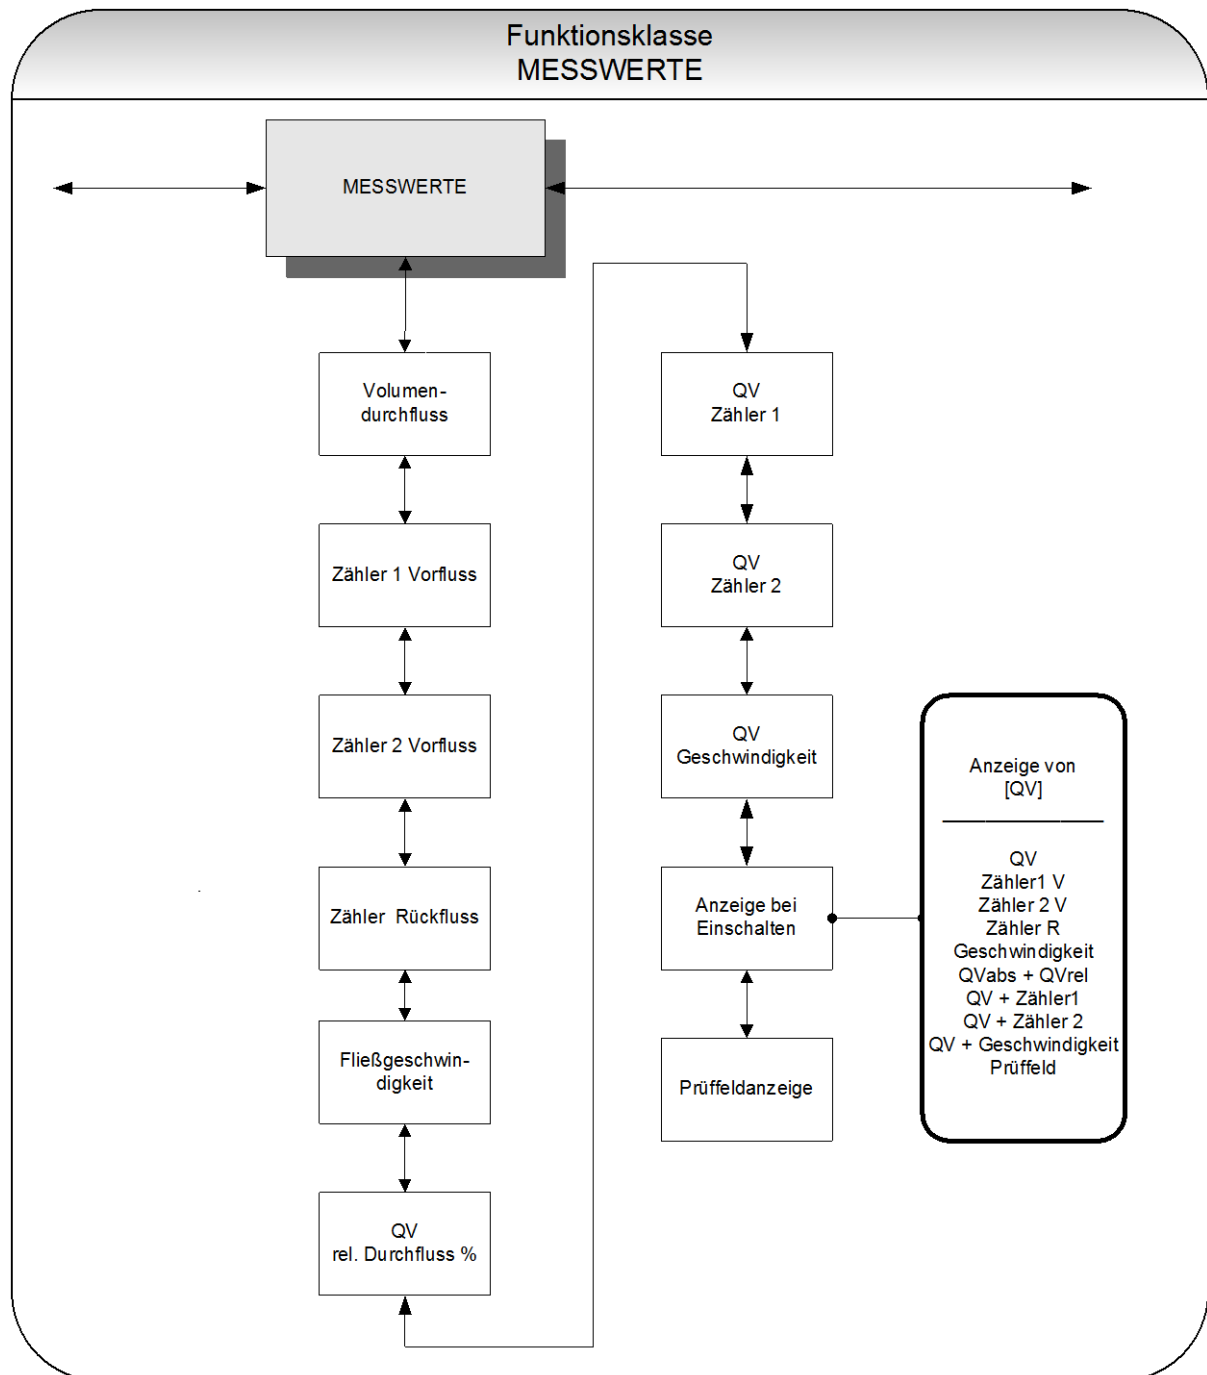 Funktionsklasse
MESSWERTE
MESSWERTE
Volumen-
durchfluss
Zähler 1 Vorfluss
Zähler 2 Vorfluss
Zähler Rückfluss
Fließgeschwin-
digkeit
QV
rel. Durchfluss %
QV
Zähler 1
QV
Zähler 2
QV
Geschwindigkeit
Anzeige bei
Einschalten
Prüffeldanzeige
Anzeige von
[QV]
QV
Zähler1 V
Zähler 2 V
Zähler R
Geschwindigkeit
QVabs + QVrel
QV + Zähler1
QV + Zähler 2
QV + Geschwindigkeit
Prüffeld